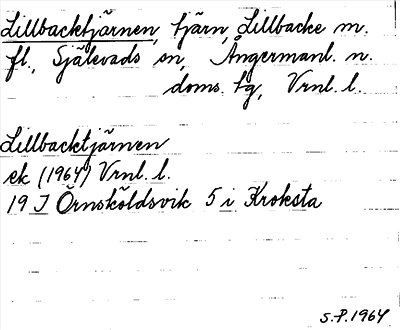 Lillbacktjärnen, tjärn, Lillbacke m.
fl., Själevads sn, Ångermanl. n.
doms. tg, Vrnl. l.
Lillbacktjärnen
ek (1964) Vrnl. l.
19 I Örnsköldsvik 5 i Kroksta
S.P. 1964